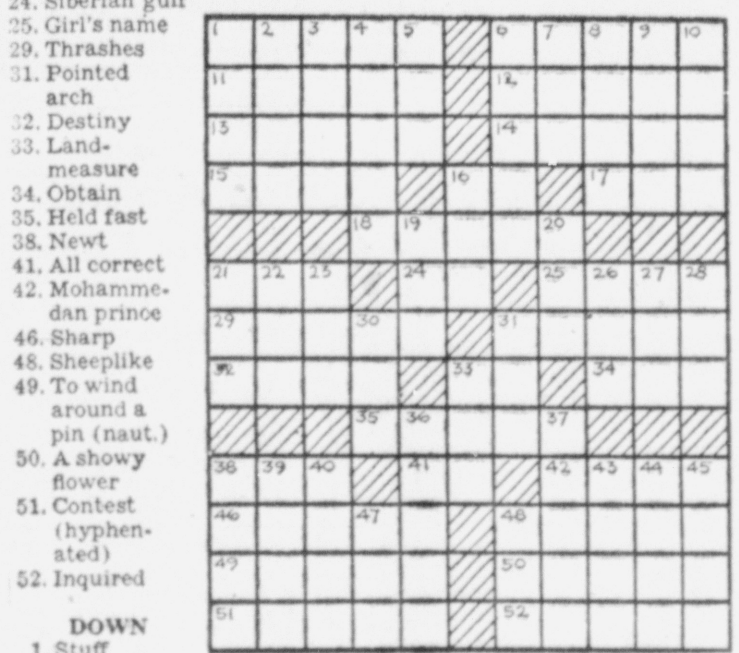 24. Siberian gulf
25. Girl's name
29. Thrashes
31. Pointed
arch
32. Destiny
33. Land-
measure
34. Obtain
35. Held fast
38. Newt
41. All correct
42. Mohamme-
dan prince
46. Sharp
48. Sheeplike
49. To wind
around a
pin (naut.)
50. A showy
flower
51. Contest
(hyphen-
ated)
52. Inquired
DOWN
1. Stuff
1 2 3 4 5 6 7 8 9 10
11 12
13 14
15 16 17
18 19 20
21 22 23 24 25 26 27 28
29 30 31
32 33 34
35 36 37
38 39 40 41 42 43 44 45
46 47 48
49 50
51 52